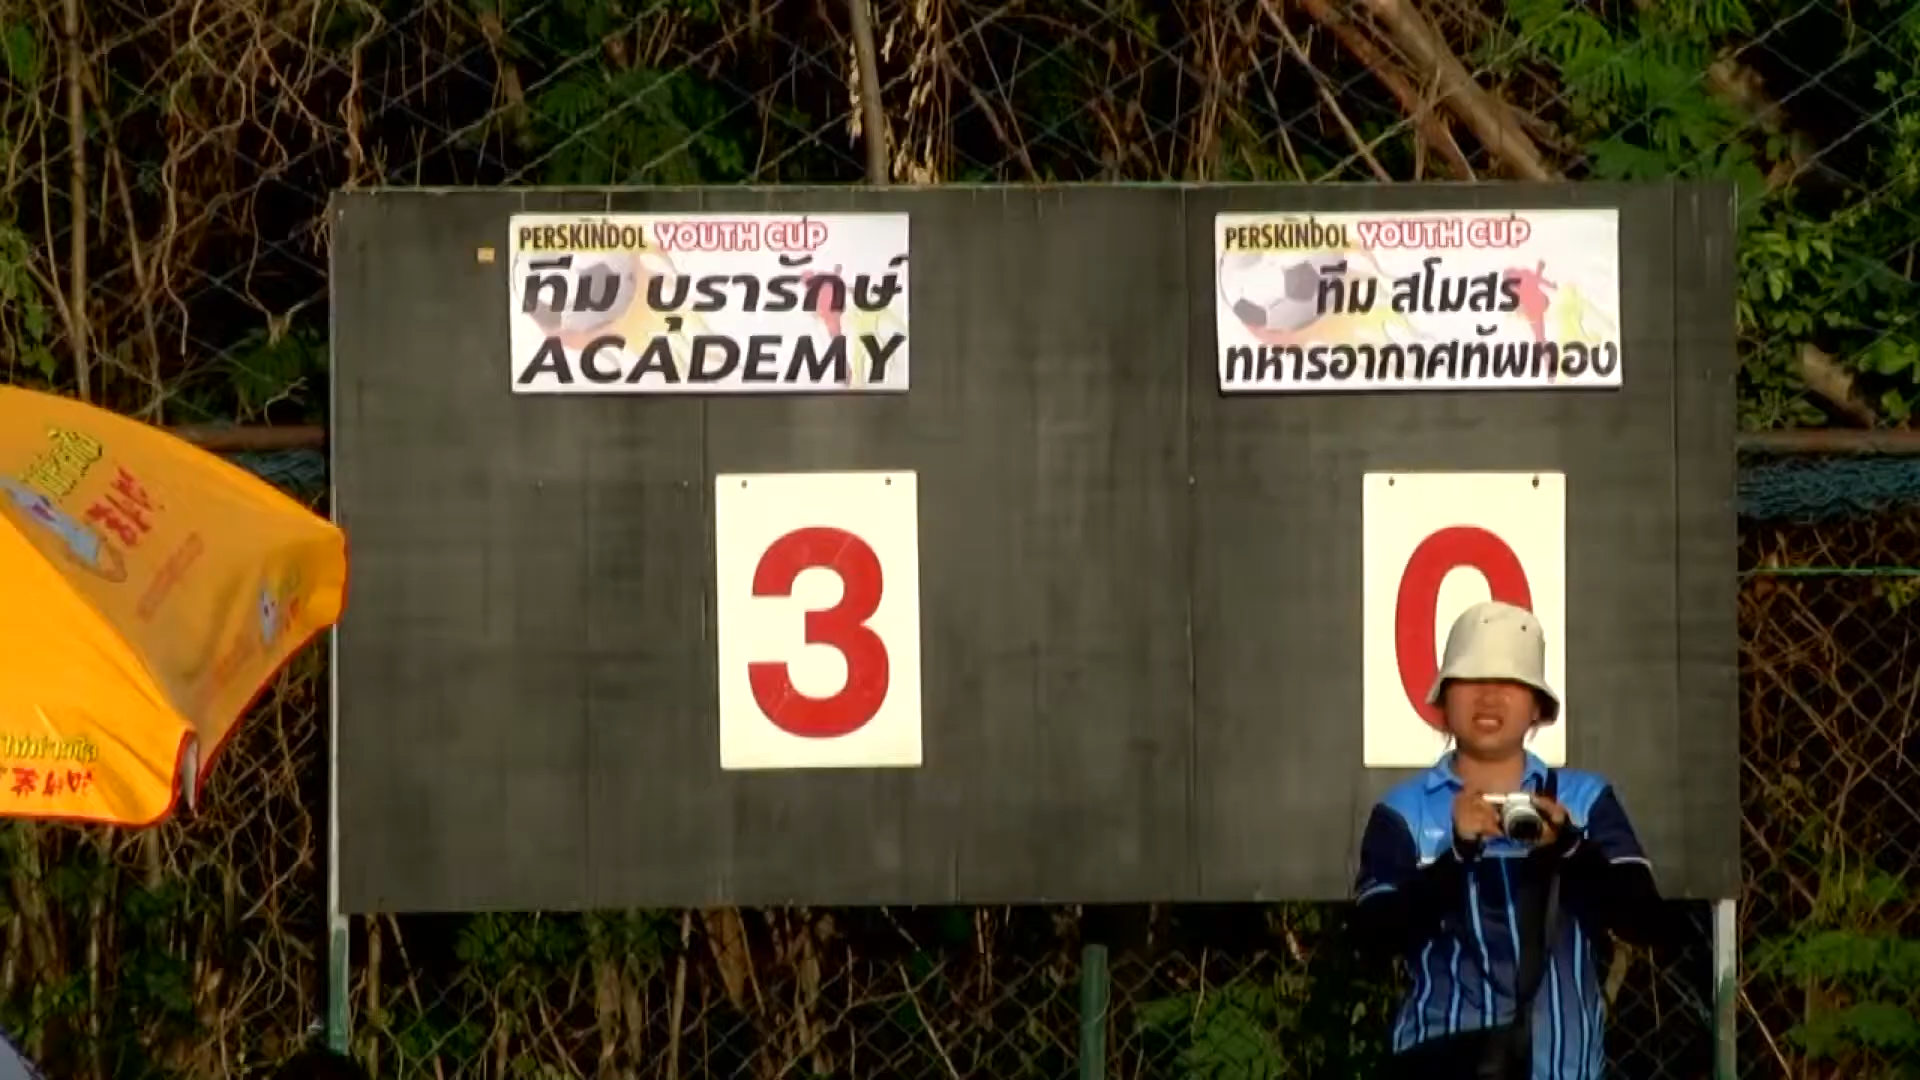 PERSKINDOL YOUTH CUP
ทีม บุรารักษ์
ACADEMY
PERSKINDOL YOUTH CUP
ทีม สโมสร
ทหารอากาศทัพทอง
3
0